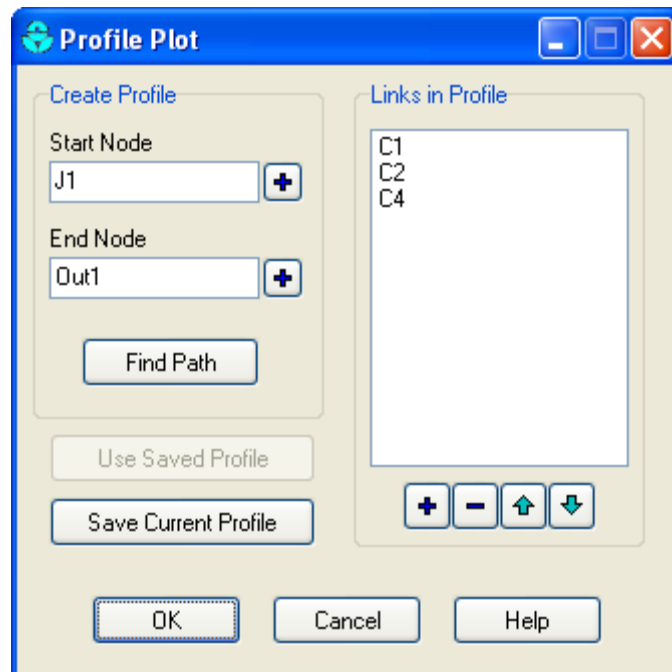 Profile Plot
Create Profile
Start Node
J1
End Node
Out1
Find Path
Use Saved Profile
Save Current Profile
Links in Profile
C1
C2
C4
OK
Cancel
Help